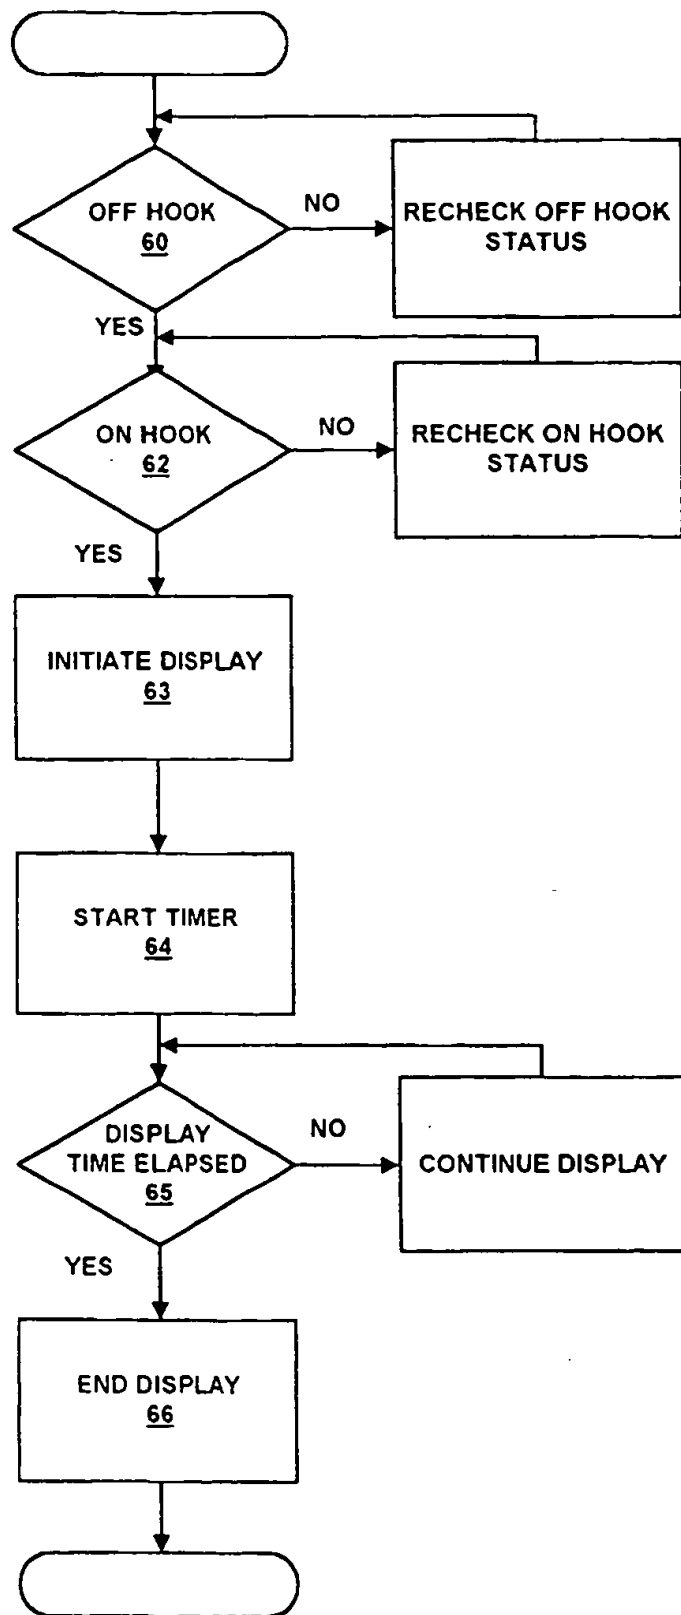 OFF HOOK
60
NO
RECHECK OFF HOOK
STATUS
YES
ON HOOK
62
NO
RECHECK ON HOOK
STATUS
YES
INITIATE DISPLAY
63
START TIMER
64
DISPLAY
TIME ELAPSED
65
NO
CONTINUE DISPLAY
YES
END DISPLAY
66